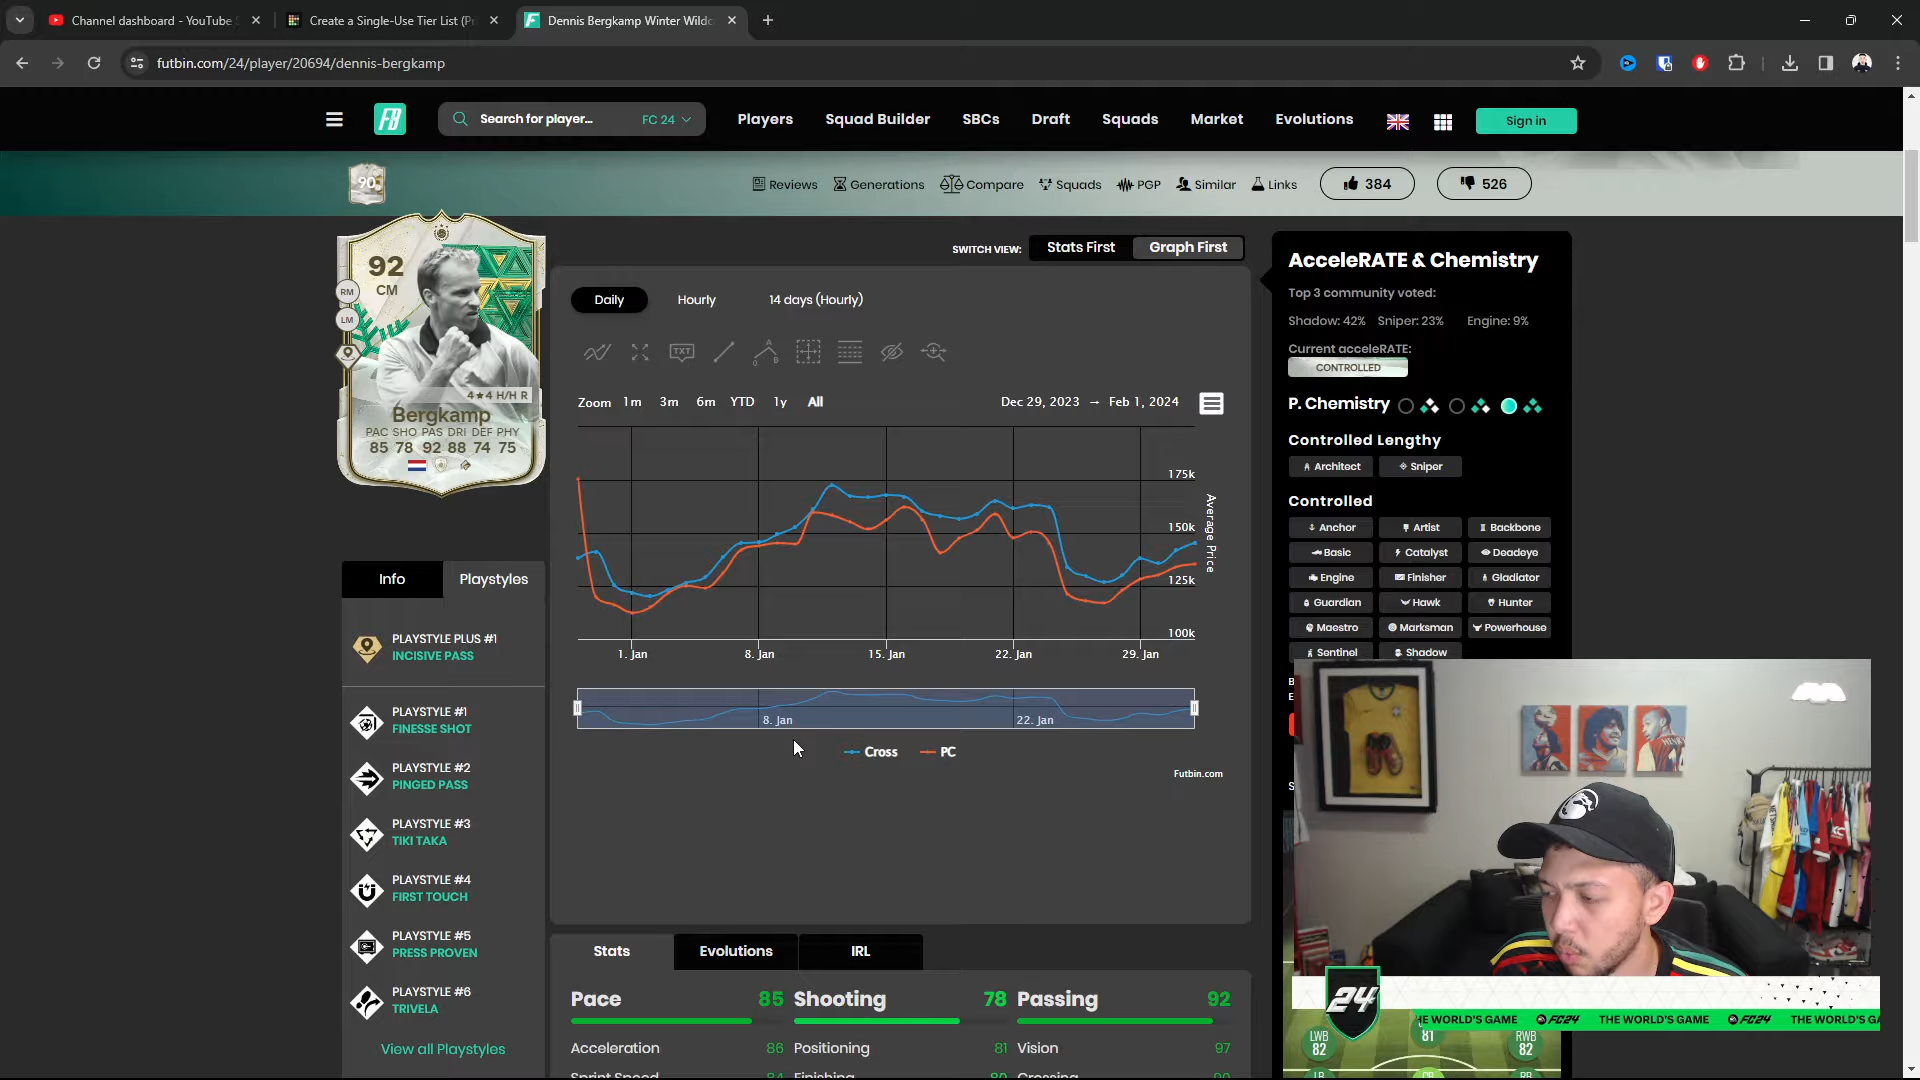 Channel dashboard - YouTube
Create a Single-Use Tier List (Pr
Dennis Bergkamp Winter Wildc
futbin.com/24/player/20694/dennis-bergkamp
FB
Search for player...
FC 24
Players
Squad Builder
SBCs
Draft
Squads
Market
Evolutions
Sign in
90
Reviews
Generations
Compare
Squads
PGP
Similar
Links
384
526
SWITCH VIEW:
Stats First
Graph First
92
CM
RM
LM
4★4 H/H R
Bergkamp
PAC SHO PAS DRI DEF PHY
85 78 92 88 74 75
Daily
Hourly
14 days (Hourly)
TXT
Zoom 1m 3m 6m YTD 1y All
Dec 29, 2023 → Feb 1, 2024
175k
150k
125k
100k
Average Price
1. Jan
8. Jan
15. Jan
22. Jan
29. Jan
8. Jan
22. Jan
Cross
PC
Futbin.com
AcceleRATE & Chemistry
Top 3 community voted:
Shadow: 42% Sniper: 23% Engine: 9%
Current acceleRATE:
CONTROLLED
P. Chemistry
Controlled Lengthy
Architect
Sniper
Controlled
Anchor
Artist
Backbone
Basic
Catalyst
Deadeye
Engine
Finisher
Gladiator
Guardian
Hawk
Hunter
Maestro
Marksman
Powerhouse
Sentinel
Shadow
Info
Playstyles
PLAYSTYLE PLUS #1
INCISIVE PASS
PLAYSTYLE #1
FINESSE SHOT
PLAYSTYLE #2
PINGED PASS
PLAYSTYLE #3
TIKI TAKA
PLAYSTYLE #4
FIRST TOUCH
PLAYSTYLE #5
PRESS PROVEN
PLAYSTYLE #6
TRIVELA
View all Playstyles
Stats
Evolutions
IRL
Pace 85
Shooting 78
Passing 92
Acceleration 86
Positioning 81
Vision 97
HENRY
24
HE WORLD'S GAME
FC24
THE WORLD'S GAME
FC24
THE WORLD'S GA
LWB
82
81
RWB
82